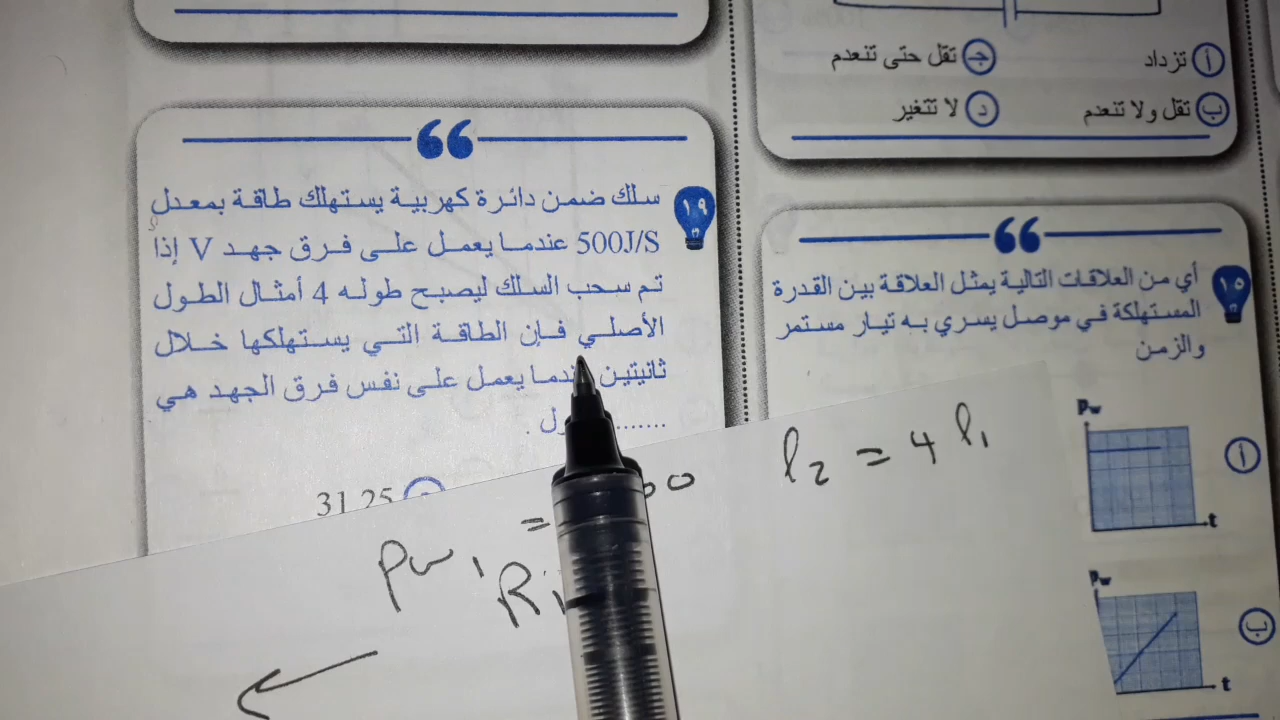 أ تزداد
ج تقل حتى تنعدم
ب تقل ولا تنعدم
د لا تتغير
١٥
أي من العلاقات التالية يمثل العلاقة بين القدرة
المستهلكة في موصل يسري به تيار مستمر
والزمن
أ
Pw
t
ب
Pw
t
١٩
سلك ضمن دائرة كهربية يستهلك طاقة بمعدل
500J/S عندما يعمل على فرق جهد V إذا
تم سحب السلك ليصبح طوله 4 أمثال الطول
الأصلي فإن الطاقة التي يستهلكها خلال
ثانيتين يعمل على نفس فرق الجهد هي
........
31.25
l₂ = 4 l₁
Pw₁ =